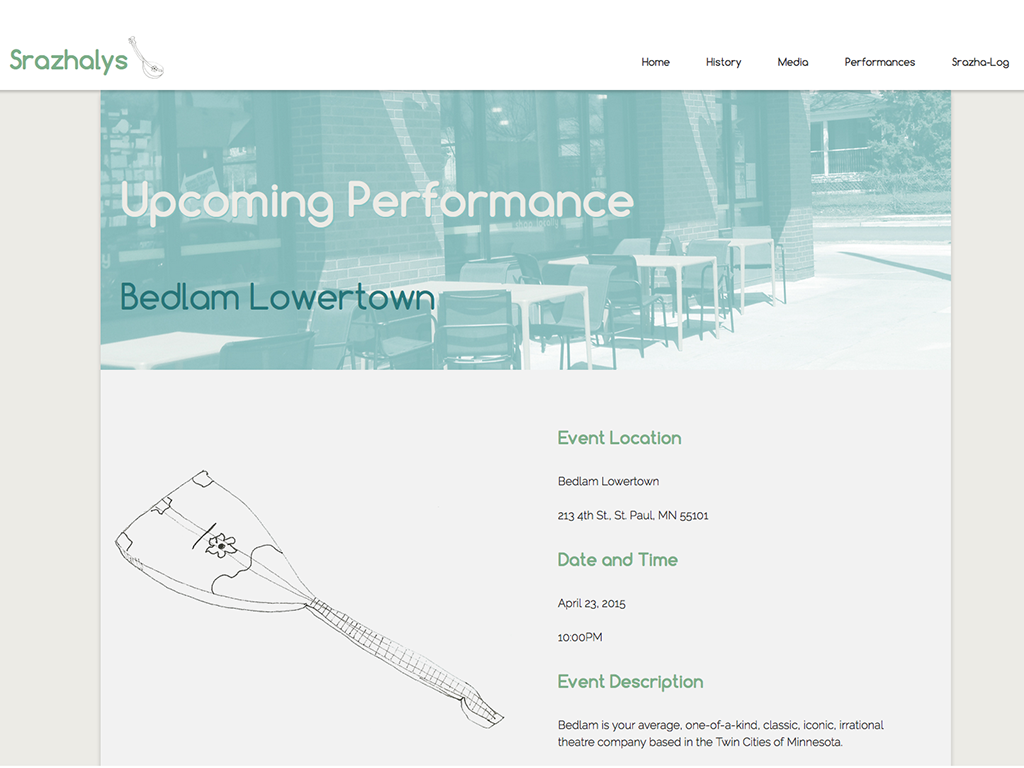 Srazhalys
Home History Media Performances Srazha-Log
Upcoming Performance
Bedlam Lowertown
Event Location
Bedlam Lowertown
213 4th St., St. Paul, MN 55101
Date and Time
April 23, 2015
10:00PM
Event Description
Bedlam is your average, one-of-a-kind, classic, iconic, irrational
theatre company based in the Twin Cities of Minnesota.